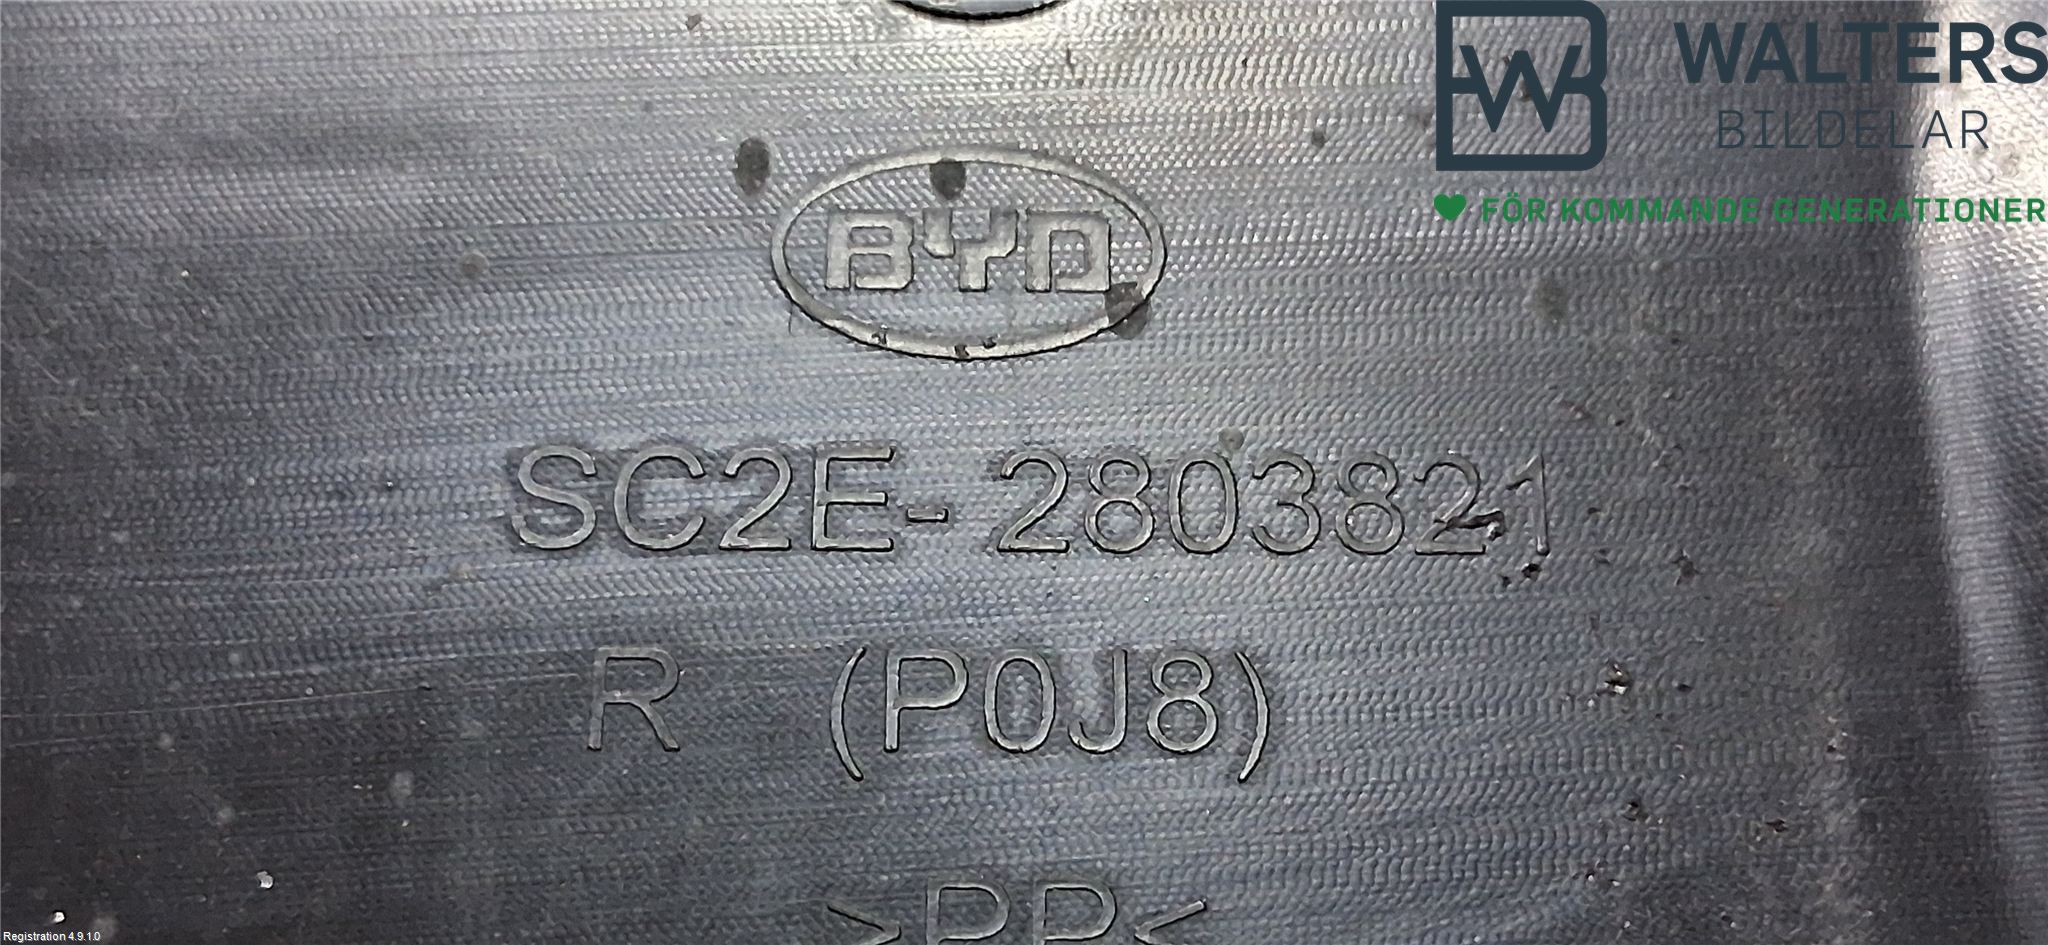 WALTERS
BILDELAR
FÖR KOMMANDE GENERATIONER
BYD
SC2E-2803821
R (P0J8)
>PP<
Registration 4.9.1.0